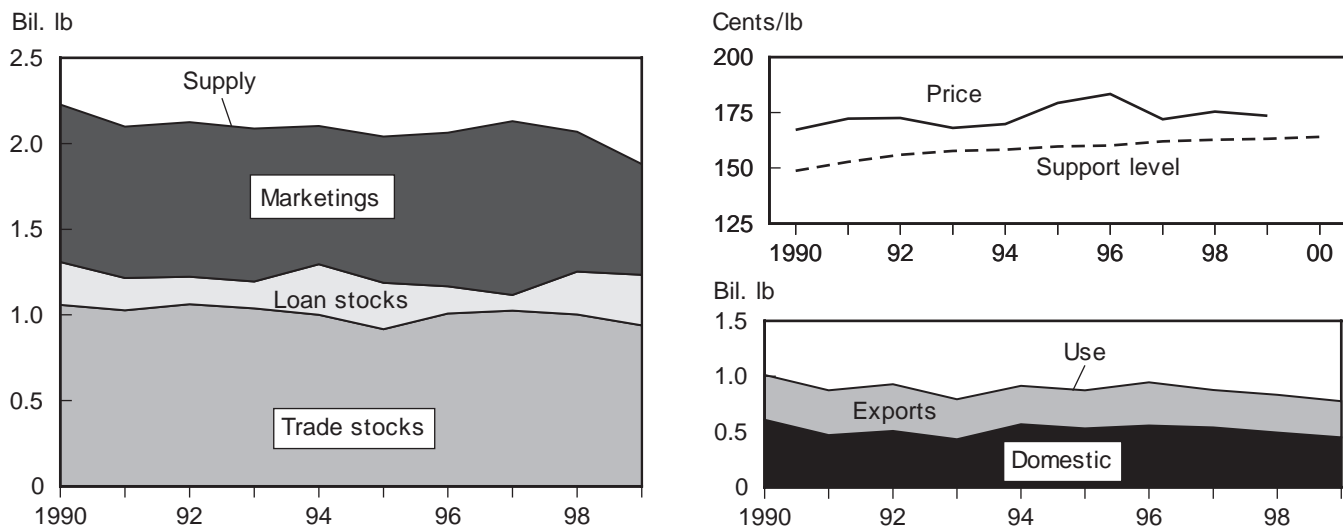 Bil. lb
2.5
Supply
2.0
Marketings
1.5
Loan stocks
1.0
0.5
Trade stocks
0
1990 92 94 96 98
Cents/lb
200
Price
175
150
Support level
125
1990 92 94 96 98 00
Bil. lb
1.5
Use
1.0
Exports
0.5
Domestic
0
1990 92 94 96 98